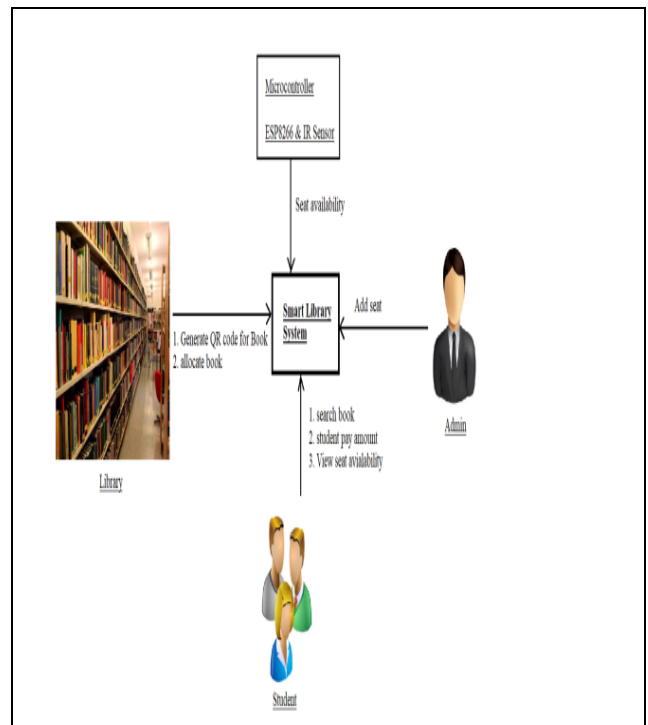 Microcontroller
ESP8266 & IR Sensor
Seat availability
Smart Library
System
Add seat
1. Generate QR code for Book
2. allocate book
1. search book
2. student pay amount
3. View seat avialability
Admin
Library
Student